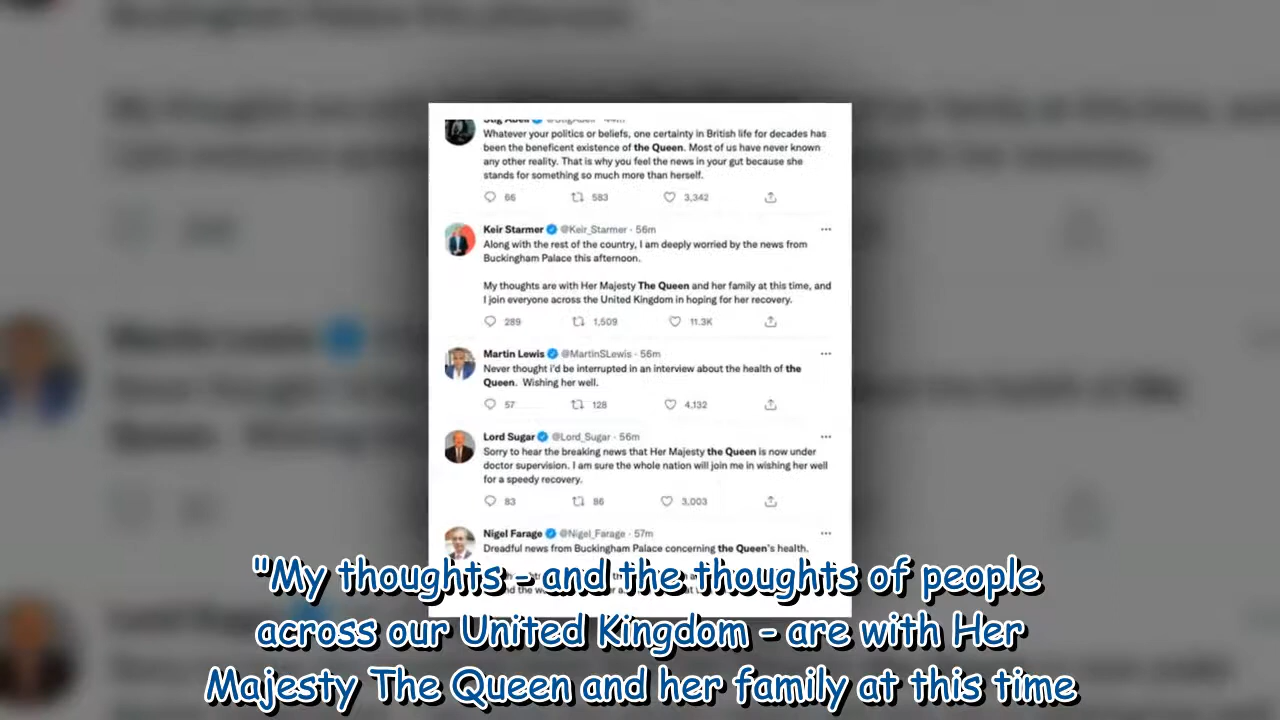 Stig Abell @StigAbell · 44m
Whatever your politics or beliefs, one certainty in British life for decades has
been the beneficent existence of the Queen. Most of us have never known
any other reality. That is why you feel the news in your gut because she
stands for something so much more than herself.
66 583 3,342
Keir Starmer @Keir_Starmer · 56m
Along with the rest of the country, I am deeply worried by the news from
Buckingham Palace this afternoon.
My thoughts are with Her Majesty The Queen and her family at this time, and
I join everyone across the United Kingdom in hoping for her recovery.
289 1,509 11.3K
Martin Lewis @MartinSLewis · 56m
Never thought i'd be interrupted in an interview about the health of the
Queen. Wishing her well.
57 128 4,132
Lord Sugar @Lord_Sugar · 56m
Sorry to hear the breaking news that Her Majesty the Queen is now under
doctor supervision. I am sure the whole nation will join me in wishing her well
for a speedy recovery.
83 86 3,003
Nigel Farage @Nigel_Farage · 57m
Dreadful news from Buckingham Palace concerning the Queen's health.
"My thoughts - and the thoughts of people
across our United Kingdom - are with Her
Majesty The Queen and her family at this time